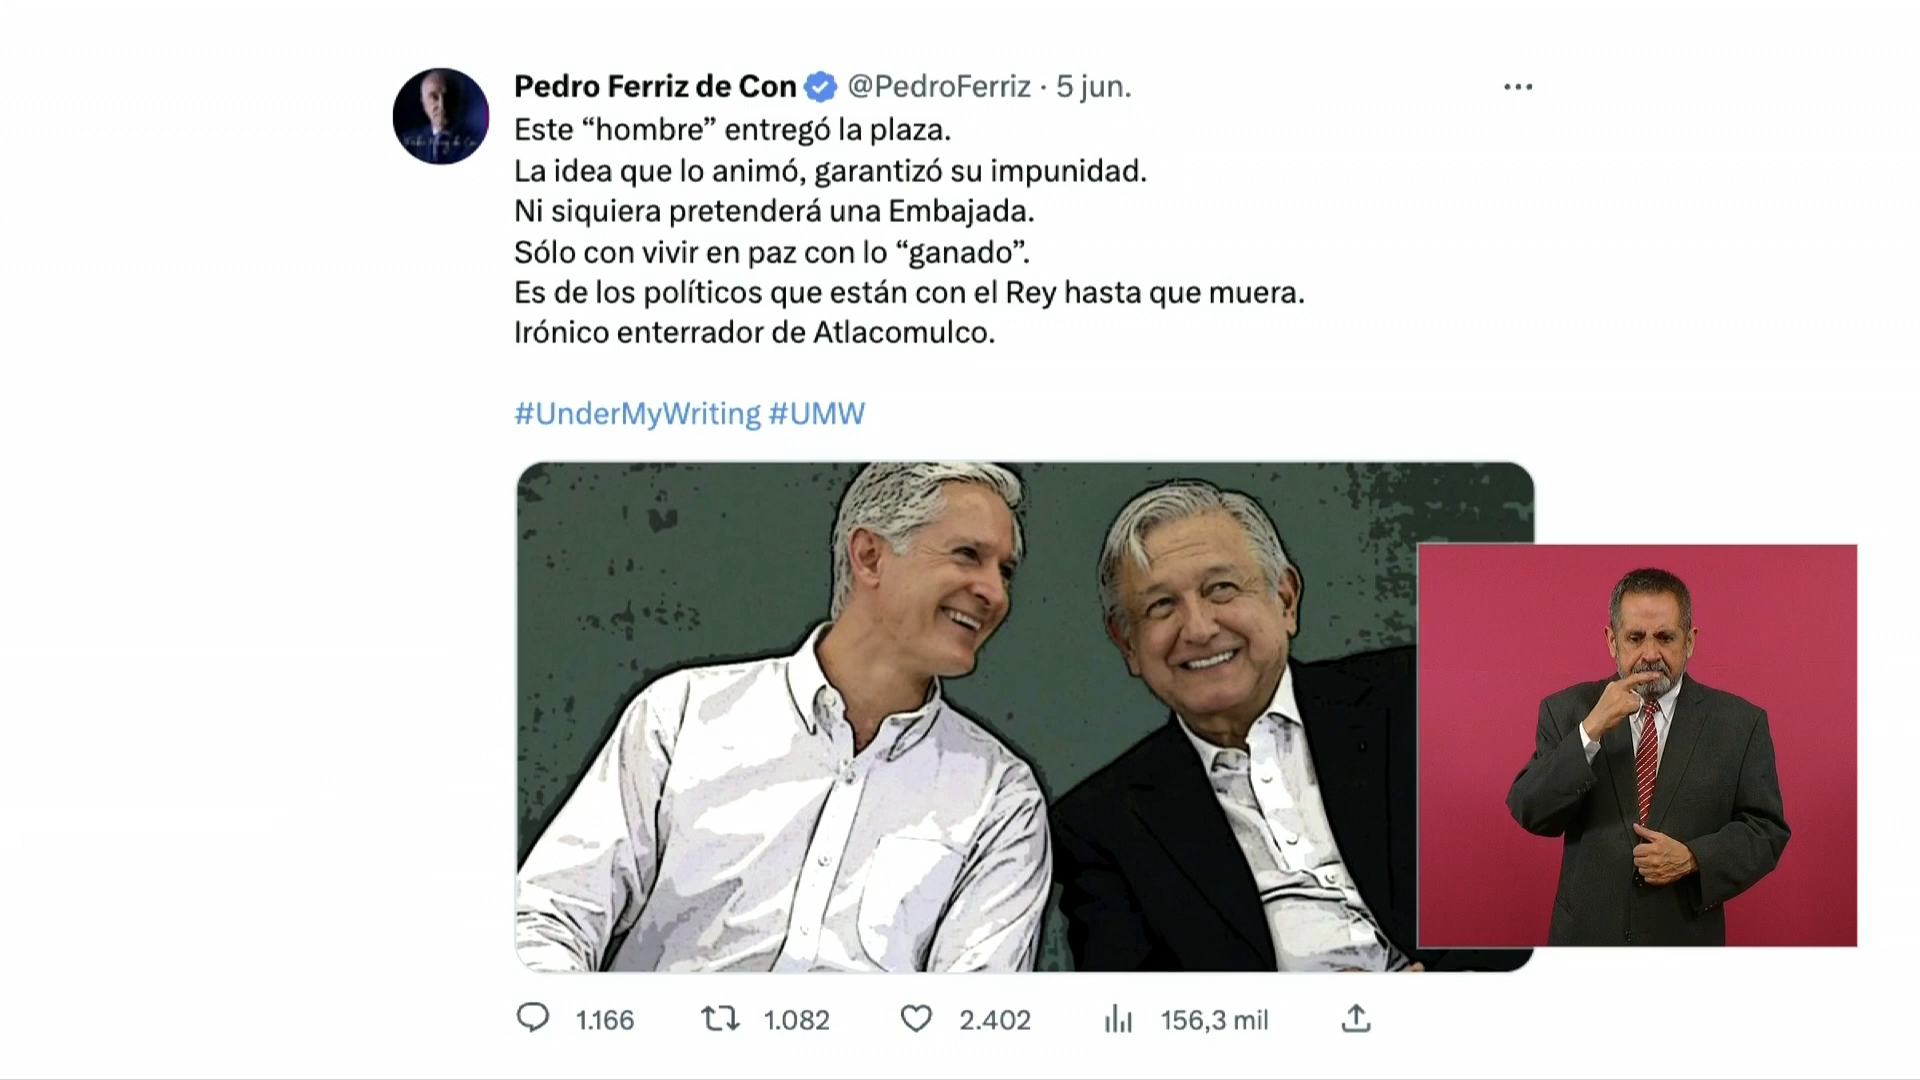 Pedro Ferriz de Con @PedroFerriz · 5 jun.
Este “hombre” entregó la plaza.
La idea que lo animó, garantizó su impunidad.
Ni siquiera pretenderá una Embajada.
Sólo con vivir en paz con lo “ganado”.
Es de los políticos que están con el Rey hasta que muera.
Irónico enterrador de Atlacomulco.
#UnderMyWriting #UMW
1.166 1.082 2.402 156,3 mil